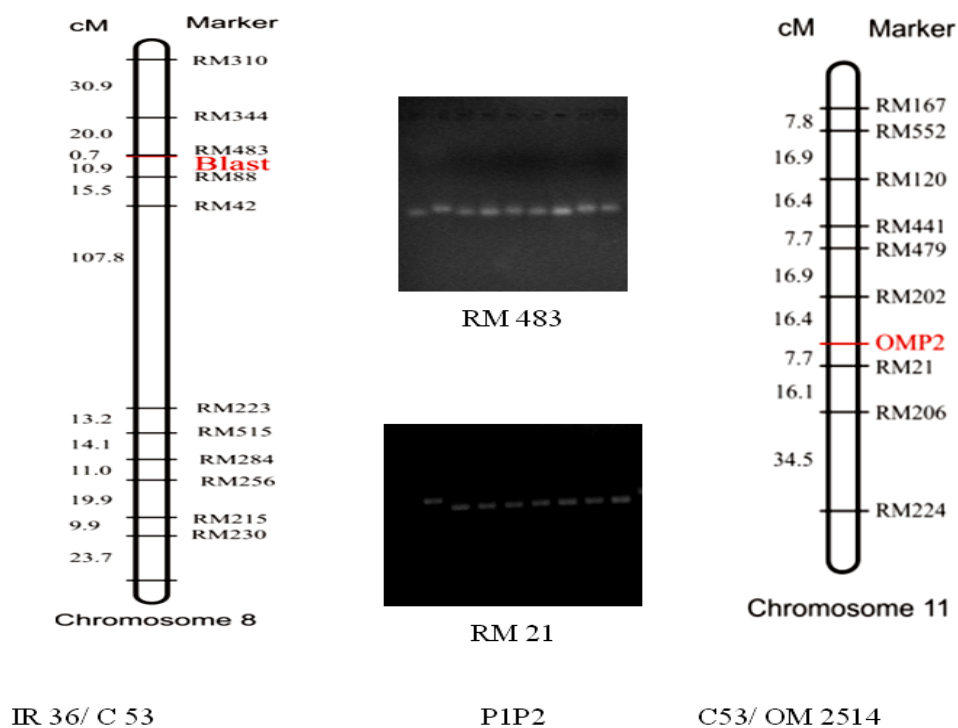 cM Marker
RM310
30.9
RM344
20.0
RM483
0.7
Blast
10.9
RM88
15.5
RM42
107.8
RM223
13.2
RM515
14.1
RM284
11.0
RM256
19.9
RM215
9.9
RM230
23.7
Chromosome 8
RM 483
RM 21
cM Marker
RM167
7.8
RM552
16.9
RM120
16.4
RM441
7.7
RM479
16.9
RM202
16.4
OMP2
7.7
RM21
16.1
RM206
34.5
RM224
Chromosome 11
IR 36/ C 53
P1P2
C53/ OM 2514